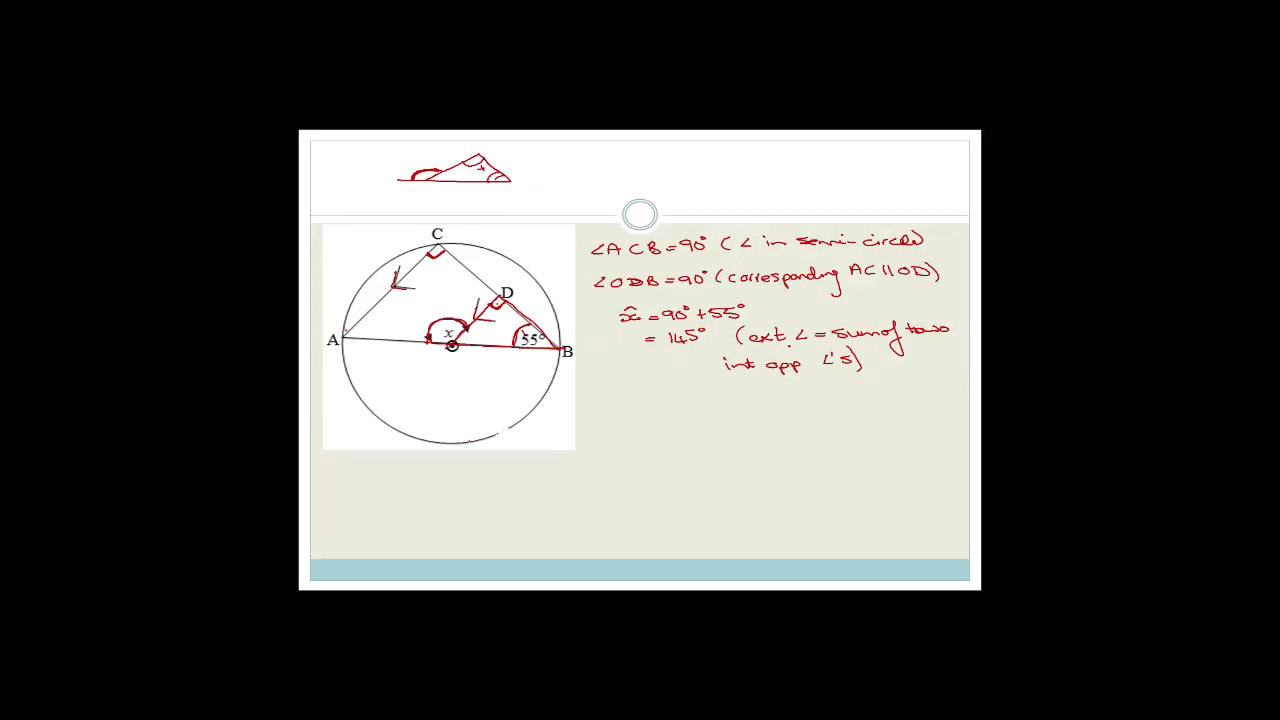 x
C
D
A
x
55°
B
∠ACB=90° (∠ in semi-circle)
∠ODB=90° (corresponding AC||OD)
x̂=90°+55°
= 145° (ext. ∠ = sum of two
int opp ∠'s)